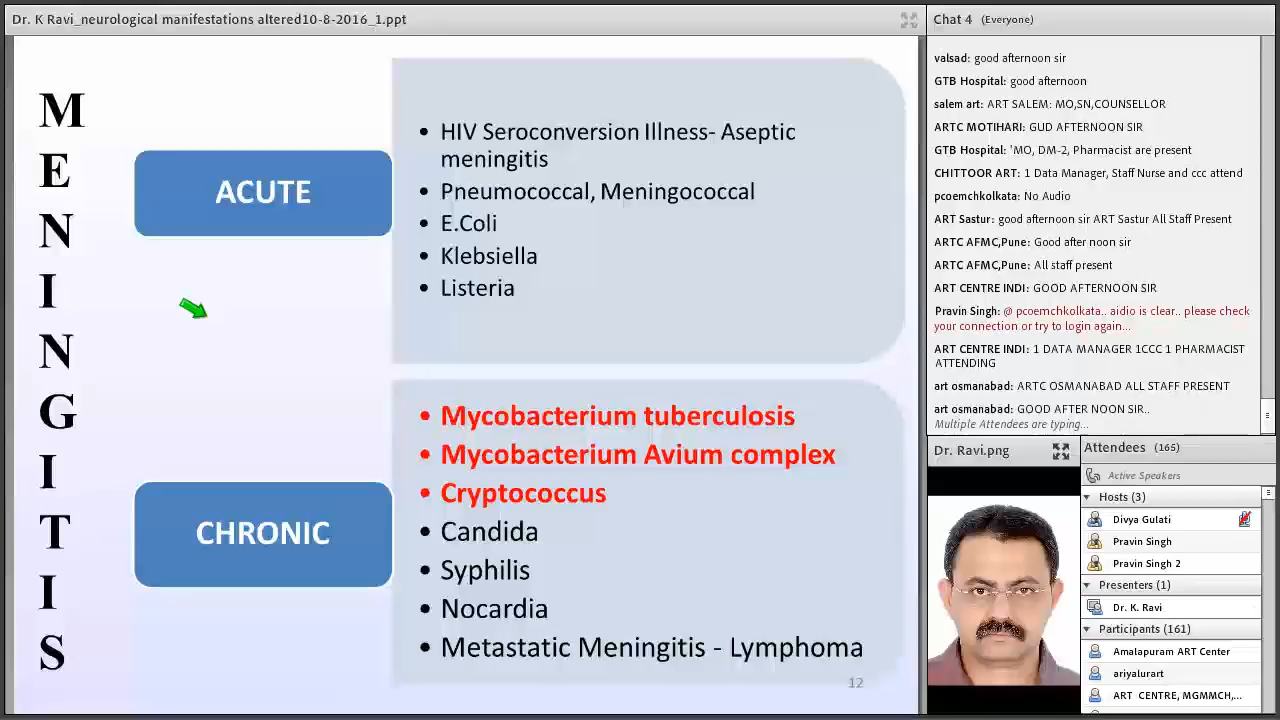 Dr. K Ravi_neurological manifestations altered10-8-2016_1.ppt
MENINGITIS
ACUTE
• HIV Seroconversion Illness- Aseptic
meningitis
• Pneumococcal, Meningococcal
• E.Coli
• Klebsiella
• Listeria
CHRONIC
• Mycobacterium tuberculosis
• Mycobacterium Avium complex
• Cryptococcus
• Candida
• Syphilis
• Nocardia
• Metastatic Meningitis - Lymphoma
12
Chat 4 (Everyone)
valsad: good afternoon sir
GTB Hospital: good afternoon
salem art: ART SALEM: MO,SN,COUNSELLOR
ARTC MOTIHARI: GUD AFTERNOON SIR
GTB Hospital: 'MO, DM-2, Pharmacist are present
CHITTOOR ART: 1 Data Manager, Staff Nurse and ccc attend
pcoemchkolkata: No Audio
ART Sastur: good afternoon sir ART Sastur All Staff Present
ARTC AFMC,Pune: Good after noon sir
ARTC AFMC,Pune: All staff present
ART CENTRE INDI: GOOD AFTERNOON SIR
Pravin Singh: @ pcoemchkolkata.. aidio is clear.. please check
your connection or try to login again...
ART CENTRE INDI: 1 DATA MANAGER 1CCC 1 PHARMACIST
ATTENDING
art osmanabad: ARTC OSMANABAD ALL STAFF PRESENT
art osmanabad: GOOD AFTER NOON SIR..
Multiple Attendees are typing...
Dr. Ravi.png
Attendees (165)
Active Speakers
Hosts (3)
Divya Gulati
Pravin Singh
Pravin Singh 2
Presenters (1)
Dr. K. Ravi
Participants (161)
Amalapuram ART Center
ariyalurart
ART CENTRE, MGMMCH,...